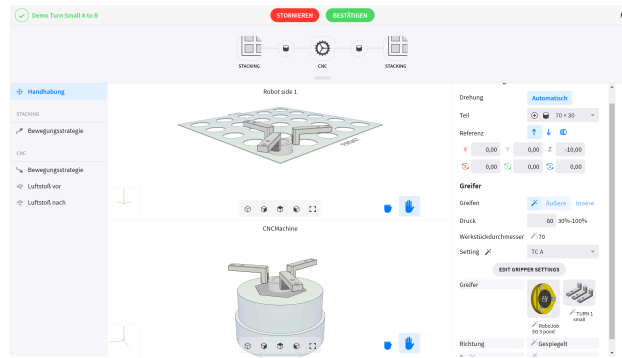 Demo Turn Small A to B
STORNIEREN
BESTÄTIGEN
STACKING
CNC
STACKING
Handhabung
STACKING
Bewegungsstrategie
CNC
Bewegungsstrategie
Luftstoß vor
Luftstoß nach
Robot side 1
FRONT
CNCMachine
Drehung Automatisch
Teil 70 × 30
Referenz
X 0,00 Y 0,00 Z -10,00
0,00 0,00 0,00
Greifer
Greifen Äußere Innere
Druck 60 30%-100%
Werkstückdurchmesser 70
Setting TC A
EDIT GRIPPER SETTINGS
Greifer
RoboJob
SG 3 point
TURN 1
small
Richtung Gespiegelt